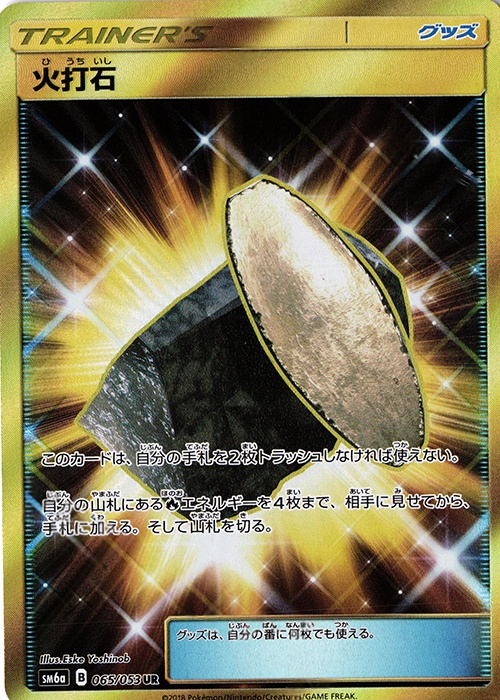 TRAINER'S グッズ
ひ う い し
火打石
このカードは、自分の手札を2枚トラッシュしなければ使えない。
自分の山札にあるエネルギーを4枚まで、相手に見せてから、
手札に加える。そして山札を切る。
グッズは、自分の番に何枚でも使える。
Illus. Eske Yoshinob
SM6a B 065/053 UR
©2018 Pokémon/Nintendo/Creatures/GAME FREAK.